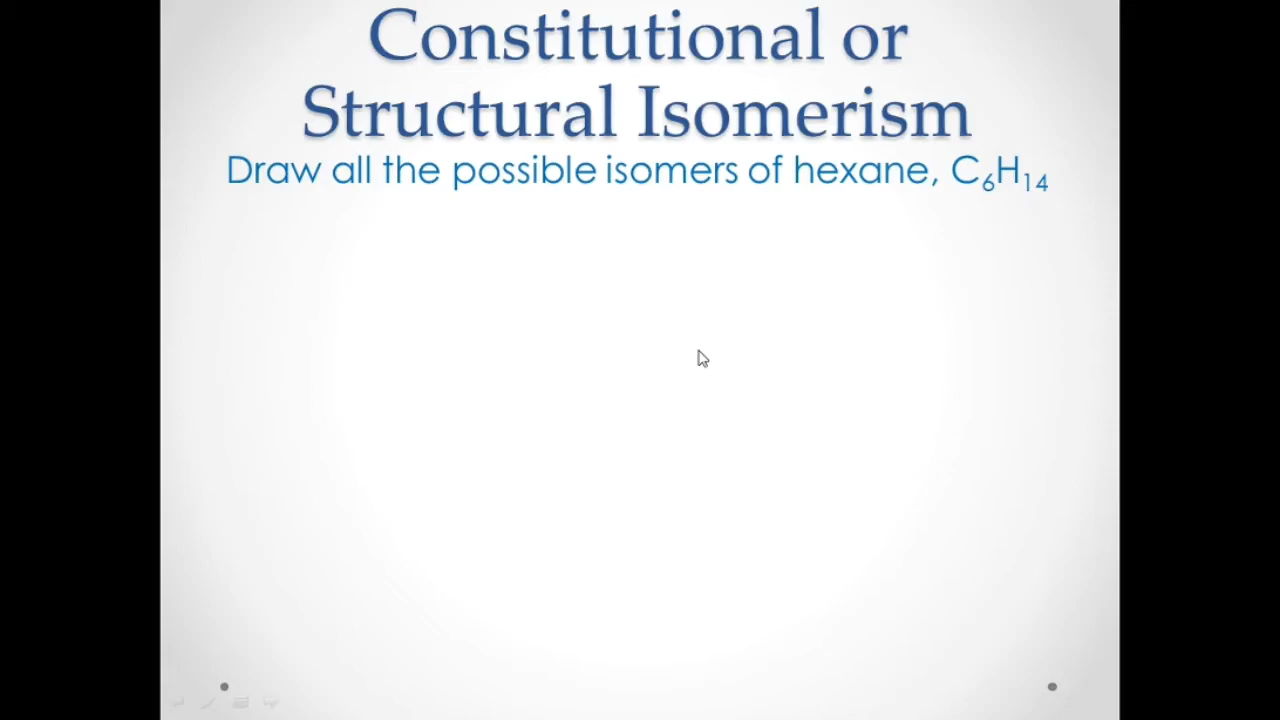 Constitutional or
Structural Isomerism
Draw all the possible isomers of hexane, C₆H₁₄